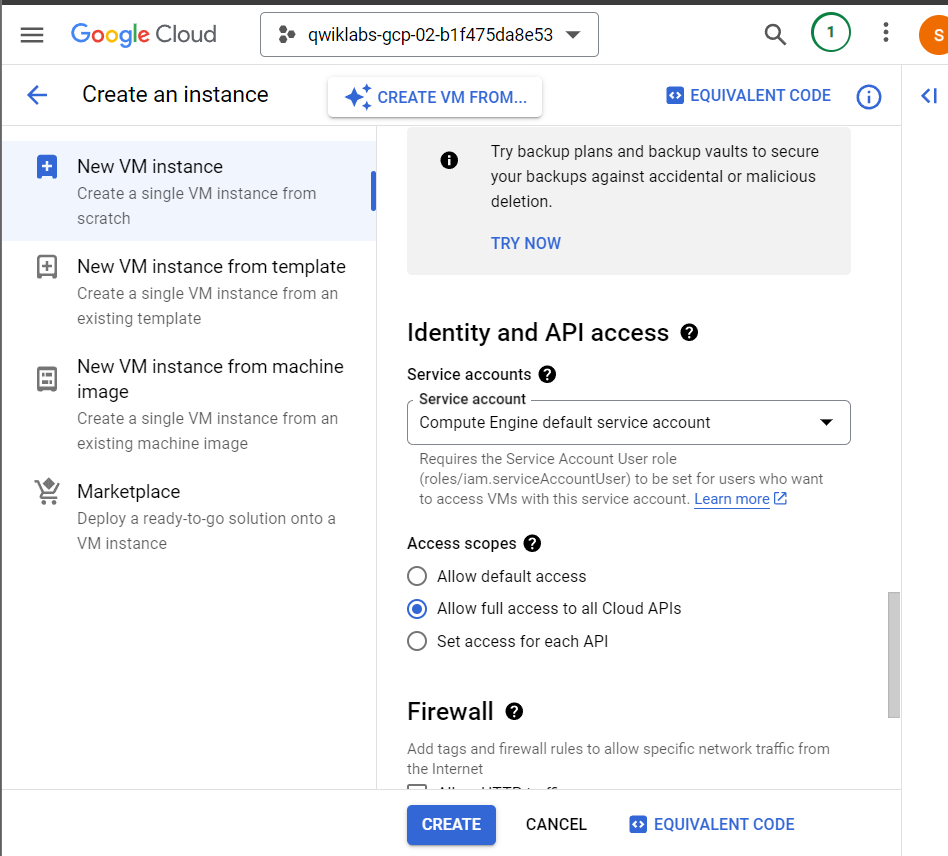 Google Cloud
qwiklabs-gcp-02-b1f475da8e53
1
S
Create an instance
CREATE VM FROM...
EQUIVALENT CODE
New VM instance
Create a single VM instance from
scratch
New VM instance from template
Create a single VM instance from an
existing template
New VM instance from machine
image
Create a single VM instance from an
existing machine image
Marketplace
Deploy a ready-to-go solution onto a
VM instance
Try backup plans and backup vaults to secure
your backups against accidental or malicious
deletion.
TRY NOW
Identity and API access
Service accounts
Service account
Compute Engine default service account
Requires the Service Account User role
(roles/iam.serviceAccountUser) to be set for users who want
to access VMs with this service account. Learn more
Access scopes
Allow default access
Allow full access to all Cloud APIs
Set access for each API
Firewall
Add tags and firewall rules to allow specific network traffic from
the Internet
CREATE
CANCEL
EQUIVALENT CODE